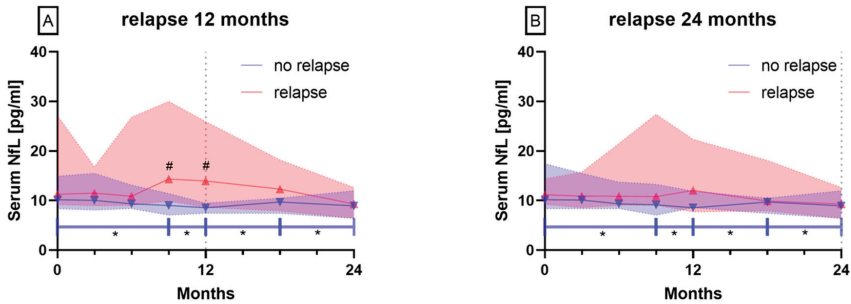 A relapse 12 months
Serum NfL [pg/ml]
40
30
20
10
0
no relapse
relapse
# #
* * * *
0 12 24
Months
B relapse 24 months
Serum NfL [pg/ml]
40
30
20
10
0
no relapse
relapse
* * * *
0 12 24
Months